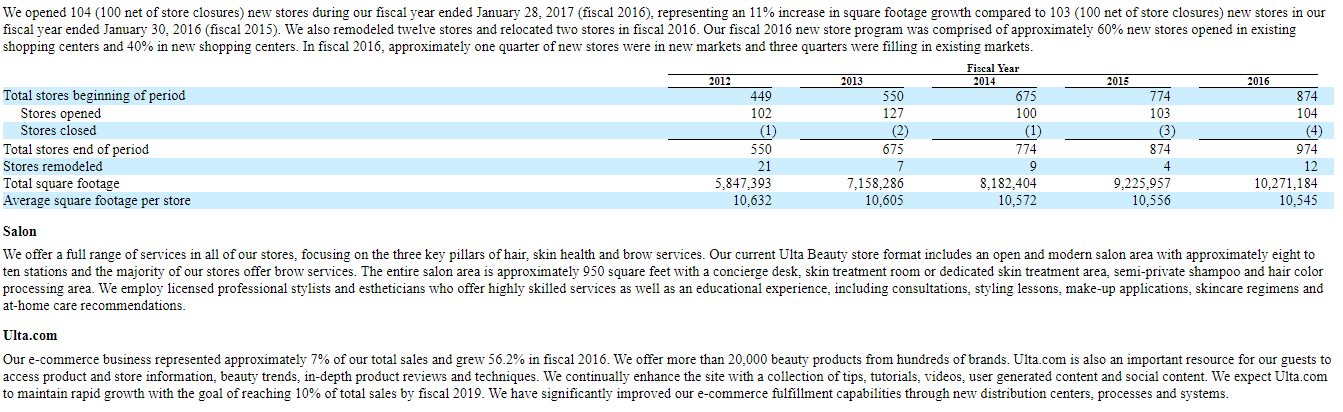 We opened 104 (100 net of store closures) new stores during our fiscal year ended January 28, 2017 (fiscal 2016), representing an 11% increase in square footage growth compared to 103 (100 net of store closures) new stores in our
fiscal year ended January 30, 2016 (fiscal 2015). We also remodeled twelve stores and relocated two stores in fiscal 2016. Our fiscal 2016 new store program was comprised of approximately 60% new stores opened in existing
shopping centers and 40% in new shopping centers. In fiscal 2016, approximately one quarter of new stores were in new markets and three quarters were filling in existing markets.
Fiscal Year
2012 2013 2014 2015 2016
Total stores beginning of period 449 550 675 774 874
Stores opened 102 127 100 103 104
Stores closed (1) (2) (1) (3) (4)
Total stores end of period 550 675 774 874 974
Stores remodeled 21 7 9 4 12
Total square footage 5,847,393 7,158,286 8,182,404 9,225,957 10,271,184
Average square footage per store 10,632 10,605 10,572 10,556 10,545
Salon
We offer a full range of services in all of our stores, focusing on the three key pillars of hair, skin health and brow services. Our current Ulta Beauty store format includes an open and modern salon area with approximately eight to
ten stations and the majority of our stores offer brow services. The entire salon area is approximately 950 square feet with a concierge desk, skin treatment room or dedicated skin treatment area, semi-private shampoo and hair color
processing area. We employ licensed professional stylists and estheticians who offer highly skilled services as well as an educational experience, including consultations, styling lessons, make-up applications, skincare regimens and
at-home care recommendations.
Ulta.com
Our e-commerce business represented approximately 7% of our total sales and grew 56.2% in fiscal 2016. We offer more than 20,000 beauty products from hundreds of brands. Ulta.com is also an important resource for our guests to
access product and store information, beauty trends, in-depth product reviews and techniques. We continually enhance the site with a collection of tips, tutorials, videos, user generated content and social content. We expect Ulta.com
to maintain rapid growth with the goal of reaching 10% of total sales by fiscal 2019. We have significantly improved our e-commerce fulfillment capabilities through new distribution centers, processes and systems.